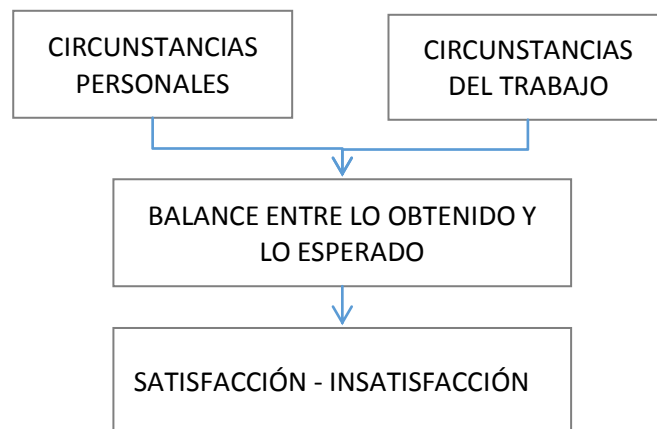 CIRCUNSTANCIAS
PERSONALES
CIRCUNSTANCIAS
DEL TRABAJO
BALANCE ENTRE LO OBTENIDO Y
LO ESPERADO
SATISFACCIÓN - INSATISFACCIÓN